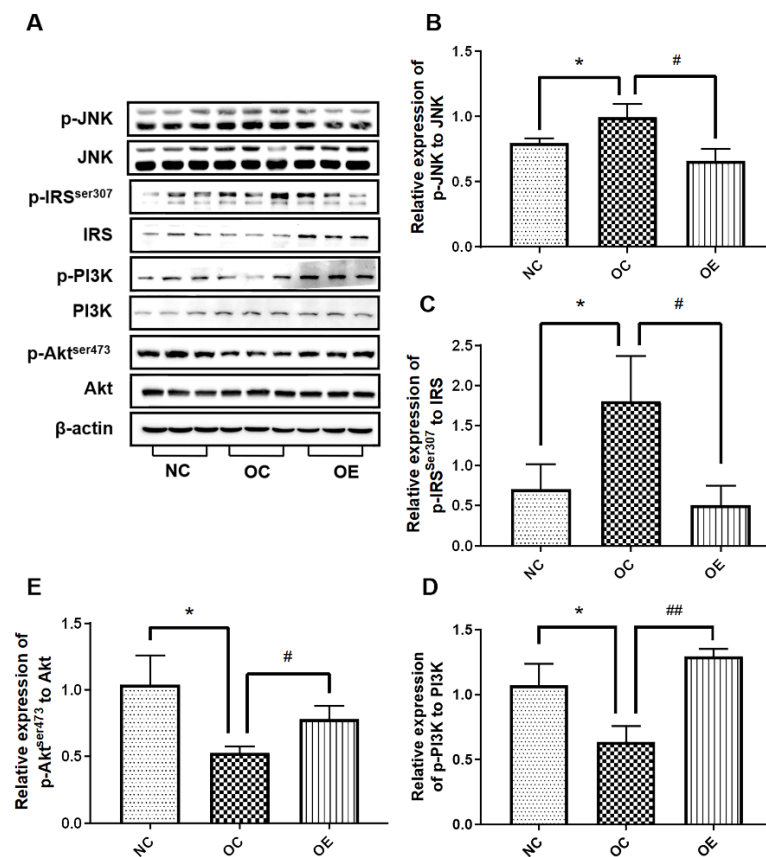 A
p-JNK
JNK
p-IRSser307
IRS
p-PI3K
PI3K
p-Aktser473
Akt
β-actin
NC OC OE
B
Relative expression of
p-JNK to JNK
1.5
1.0
0.5
0.0
* #
NC OC OE
C
Relative expression of
p-IRSSer307 to IRS
2.5
2.0
1.5
1.0
0.5
0.0
* #
NC OC OE
E
Relative expression of
p-Aktser473 to Akt
1.5
1.0
0.5
0.0
* #
NC OC OE
D
Relative expression
of p-PI3K to PI3K
1.5
1.0
0.5
0.0
* ##
NC OC OE